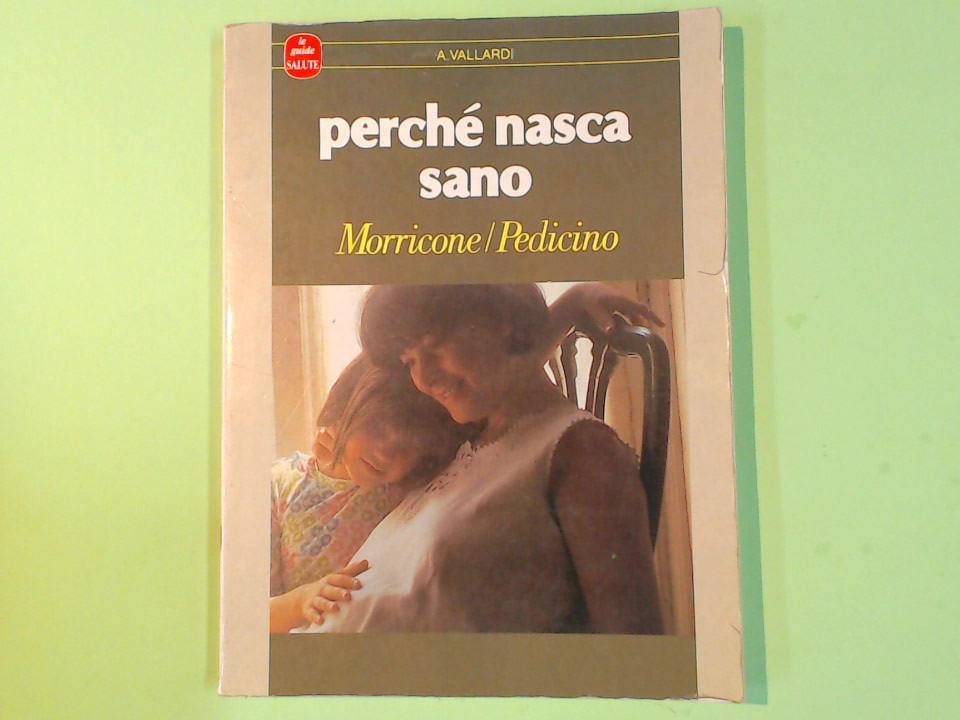 le
guide
SALUTE
A. VALLARDI
perché nasca
sano
Morricone/Pedicino